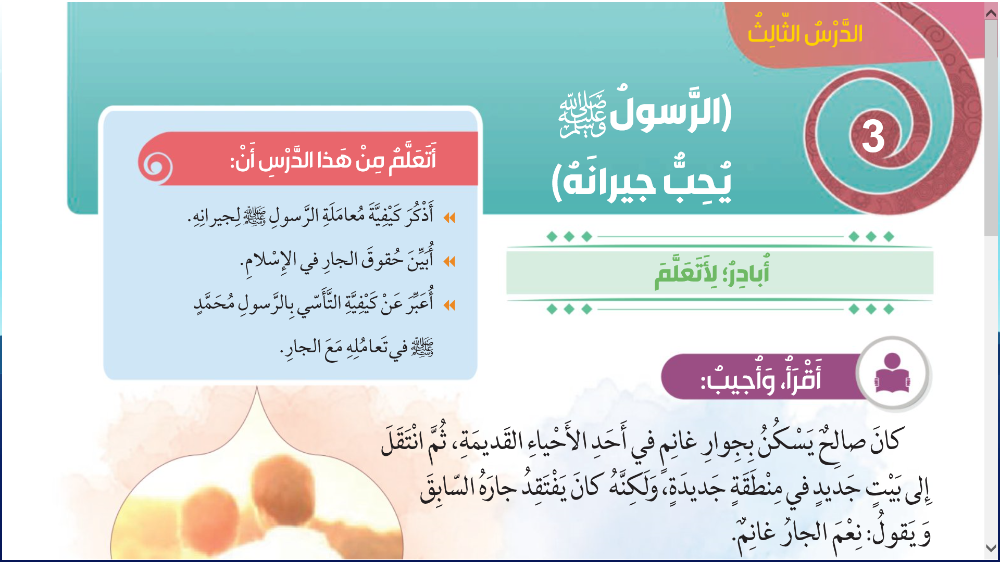 الدَّرْسُ الثّالِثُ
3
(الرَّسولُ ﷺ
يُحِبُّ جيرانَهُ)
أَتَعَلَّمُ مِنْ هَذا الدَّرْسِ أَنْ:
أَذْكُرَ كَيْفِيَّةَ مُعامَلَةِ الرَّسولِ ﷺ لِجيرانِهِ.
أُبَيِّنَ حُقوقَ الجارِ في الإِسْلامِ.
أُعَبِّرَ عَنْ كَيْفِيَّةِ التَّأَسّي بِالرَّسولِ مُحَمَّدٍ
ﷺ في تَعامُلِهِ مَعَ الجارِ.
أُبادِرُ؛ لِأَتَعَلَّمَ
أَقْرَأُ، وَأُجيبُ:
كانَ صالِحٌ يَسْكُنُ بِجِوارِ غانِمٍ في أَحَدِ الأَحْياءِ القَديمَةِ، ثُمَّ انْتَقَلَ
إِلى بَيْتٍ جَديدٍ في مِنْطَقَةٍ جَديدَةٍ، وَلَكِنَّهُ كانَ يَفْتَقِدُ جارَهُ السّابِقَ
وَيَقولُ: نِعْمَ الجارُ غانِمٌ.